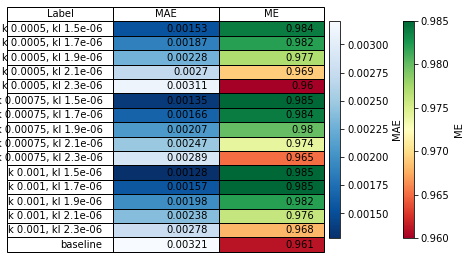 Label MAE ME
k 0.0005, kl 1.5e-06 0.00153 0.984
k 0.0005, kl 1.7e-06 0.00187 0.982
k 0.0005, kl 1.9e-06 0.00228 0.977
k 0.0005, kl 2.1e-06 0.0027 0.969
k 0.0005, kl 2.3e-06 0.00311 0.96
k 0.00075, kl 1.5e-06 0.00135 0.985
k 0.00075, kl 1.7e-06 0.00166 0.984
k 0.00075, kl 1.9e-06 0.00207 0.98
k 0.00075, kl 2.1e-06 0.00247 0.974
k 0.00075, kl 2.3e-06 0.00289 0.965
k 0.001, kl 1.5e-06 0.00128 0.985
k 0.001, kl 1.7e-06 0.00157 0.985
k 0.001, kl 1.9e-06 0.00198 0.982
k 0.001, kl 2.1e-06 0.00238 0.976
k 0.001, kl 2.3e-06 0.00278 0.968
baseline 0.00321 0.961
0.00300
0.00275
0.00250
0.00225
0.00200
0.00175
0.00150
MAE
0.985
0.980
0.975
0.970
0.965
0.960
ME